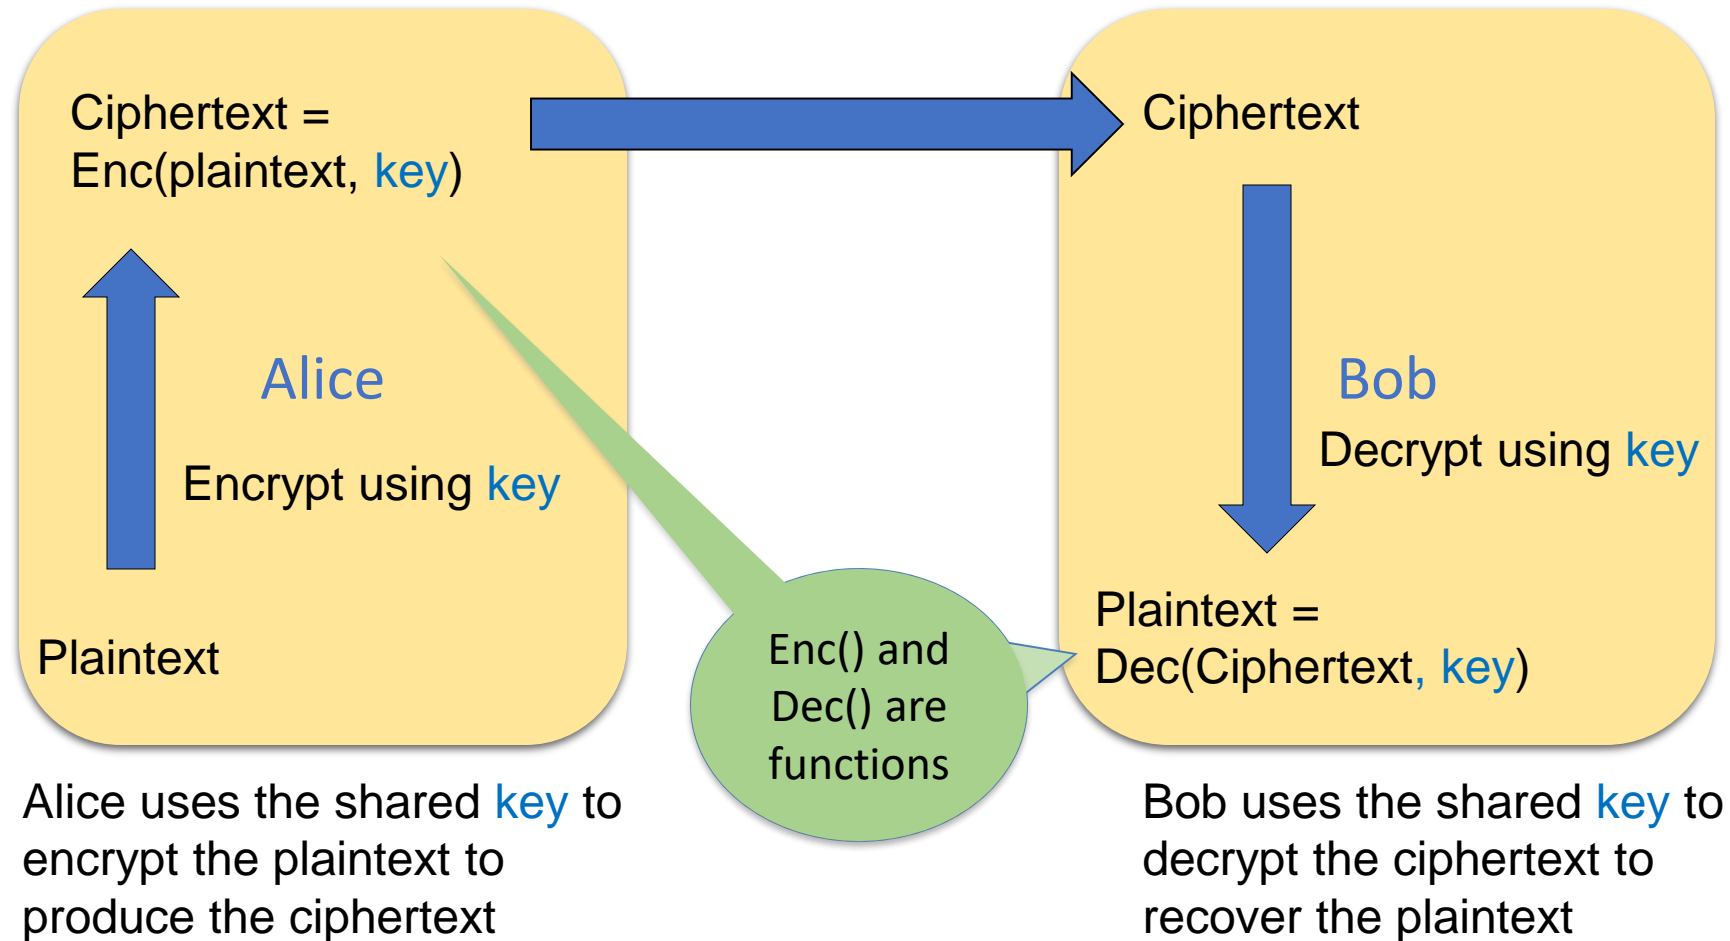 Ciphertext =
Enc(plaintext, key)
Alice
Encrypt using key
Plaintext
Alice uses the shared key to
encrypt the plaintext to
produce the ciphertext
Enc() and
Dec() are
functions
Ciphertext
Bob
Decrypt using key
Plaintext =
Dec(Ciphertext, key)
Bob uses the shared key to
decrypt the ciphertext to
recover the plaintext